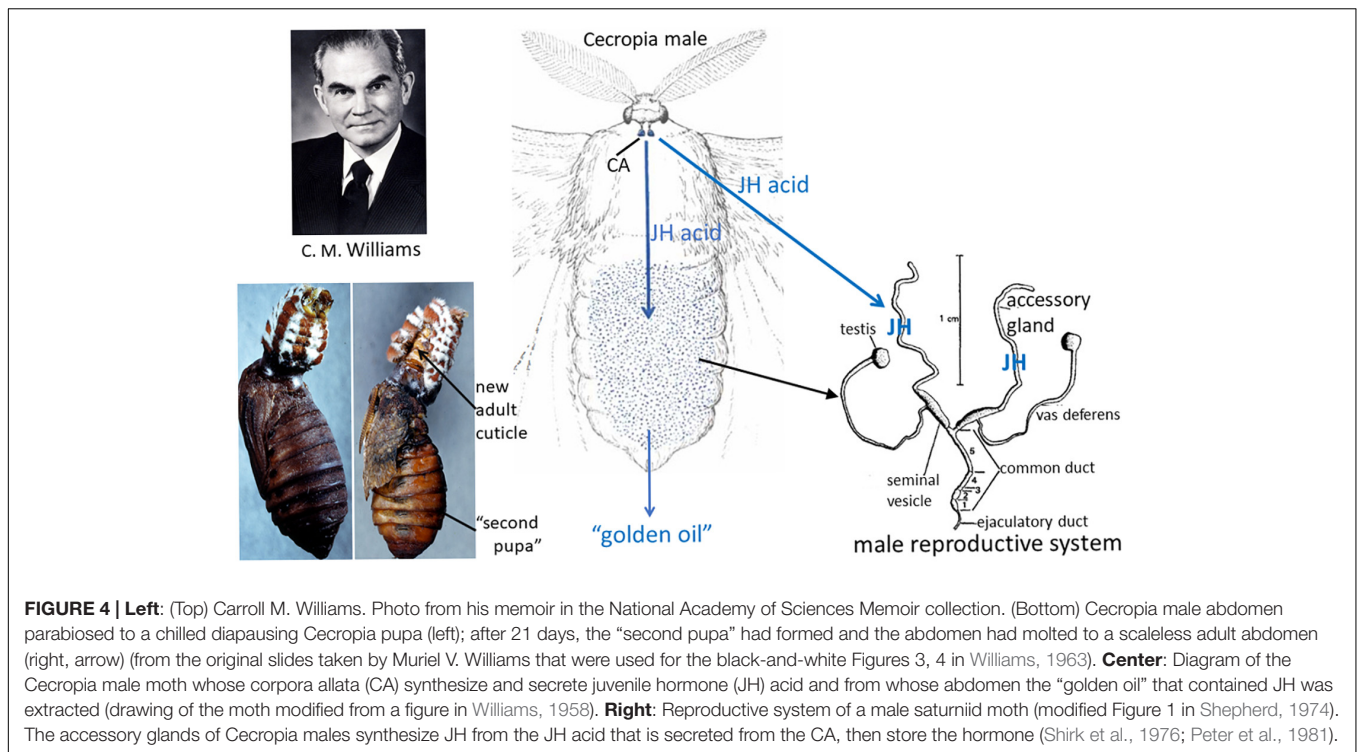 C. M. Williams
new
adult
cuticle
“second
pupa”
Cecropia male
CA
JH acid
JH acid
“golden oil”
JH
1 cm
accessory
gland
JH
testis
vas deferens
seminal
vesicle
5
4
3
2
1
common duct
ejaculatory duct
male reproductive system
FIGURE 4 | Left: (Top) Carroll M. Williams. Photo from his memoir in the National Academy of Sciences Memoir collection. (Bottom) Cecropia male abdomen
parabiosed to a chilled diapausing Cecropia pupa (left); after 21 days, the “second pupa” had formed and the abdomen had molted to a scaleless adult abdomen
(right, arrow) (from the original slides taken by Muriel V. Williams that were used for the black-and-white Figures 3, 4 in Williams, 1963). Center: Diagram of the
Cecropia male moth whose corpora allata (CA) synthesize and secrete juvenile hormone (JH) acid and from whose abdomen the “golden oil” that contained JH was
extracted (drawing of the moth modified from a figure in Williams, 1958). Right: Reproductive system of a male saturniid moth (modified Figure 1 in Shepherd, 1974).
The accessory glands of Cecropia males synthesize JH from the JH acid that is secreted from the CA, then store the hormone (Shirk et al., 1976; Peter et al., 1981).